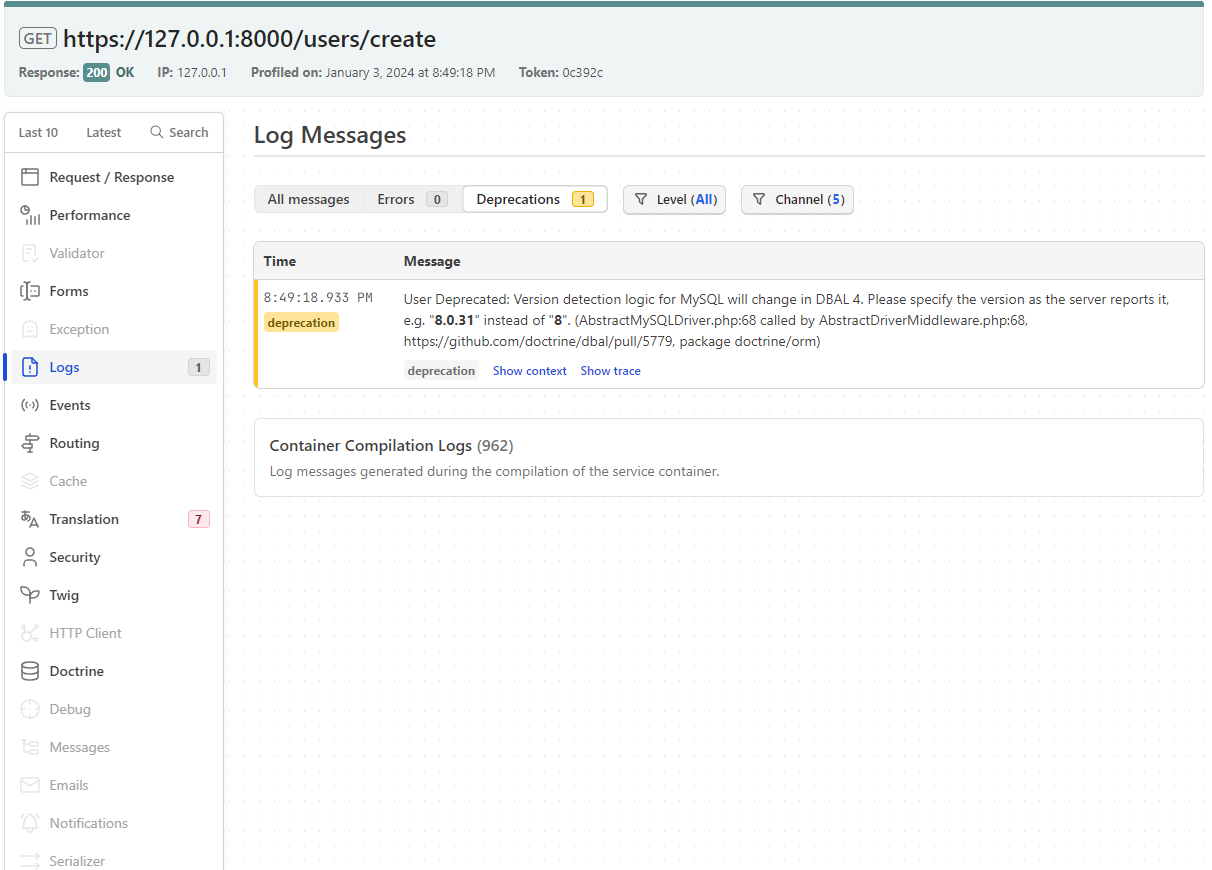 GET https://127.0.0.1:8000/users/create
Response: 200 OK IP: 127.0.0.1 Profiled on: January 3, 2024 at 8:49:18 PM Token: 0c392c
Last 10 Latest Search
Request / Response
Performance
Validator
Forms
Exception
Logs 1
Events
Routing
Cache
Translation 7
Security
Twig
HTTP Client
Doctrine
Debug
Messages
Emails
Notifications
Serializer
Log Messages
All messages Errors 0 Deprecations 1 Level (All) Channel (5)
Time Message
8:49:18.933 PM
deprecation
User Deprecated: Version detection logic for MySQL will change in DBAL 4. Please specify the version as the server reports it,
e.g. "8.0.31" instead of "8". (AbstractMySQLDriver.php:68 called by AbstractDriverMiddleware.php:68,
https://github.com/doctrine/dbal/pull/5779, package doctrine/orm)
deprecation Show context Show trace
Container Compilation Logs (962)
Log messages generated during the compilation of the service container.